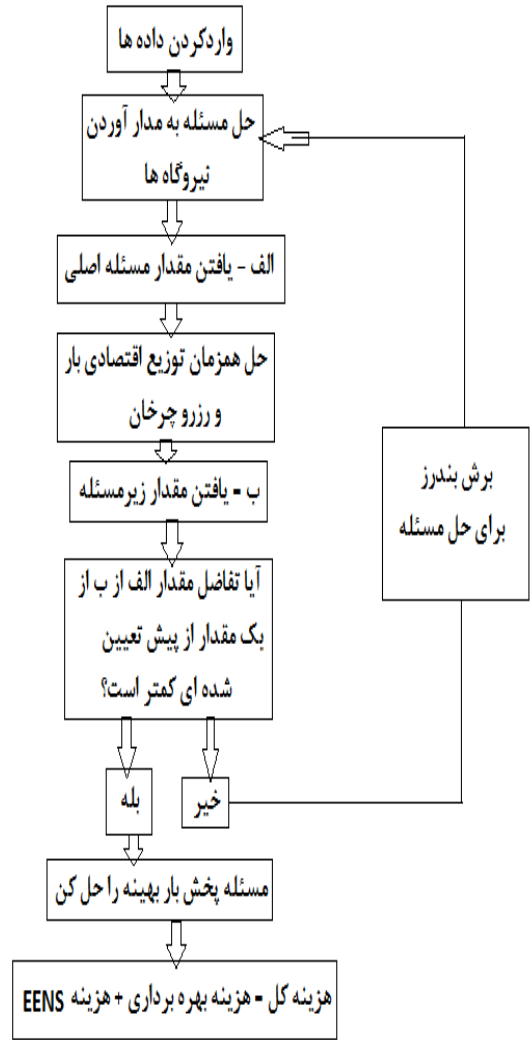 واردکردن داده ها
حل مسئله به مدار آوردن
نیروگاه ها
الف - یافتن مقدار مسئله اصلی
حل همزمان توزیع اقتصادی بار
و رزرو چرخان
ب - یافتن مقدار زیرمسئله
آیا تفاضل مقدار الف از ب از
یک مقدار از پیش تعیین
شده ای کمتر است؟
بله
خیر
برش بندرز
برای حل مسئله
مسئله پخش بار بهینه را حل کن
هزینه کل = هزینه بهره برداری + هزینه EENS